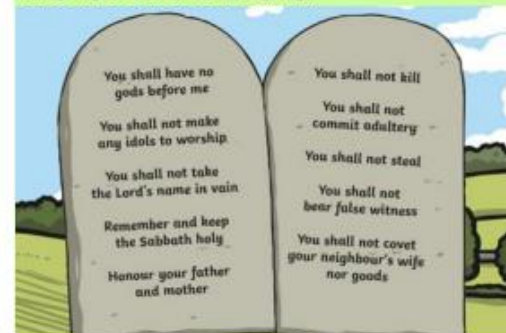 You shall have no
gods before me
You shall not make
any idols to worship
You shall not take
the Lord's name in vain
Remember and keep
the Sabbath holy
Honour your father
and mother
You shall not kill
You shall not
commit adultery
You shall not steal
You shall not
bear false witness
You shall not covet
your neighbour's wife
nor goods